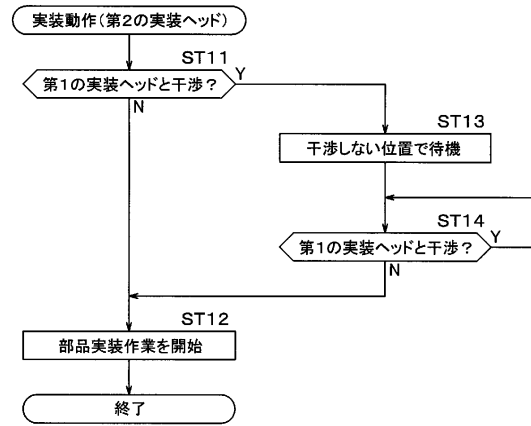 実装動作(第2の実装ヘッド)
ST11
第1の実装ヘッドと干渉?
Y
N
ST13
干渉しない位置で待機
ST14
第1の実装ヘッドと干渉?
Y
N
ST12
部品実装作業を開始
終了